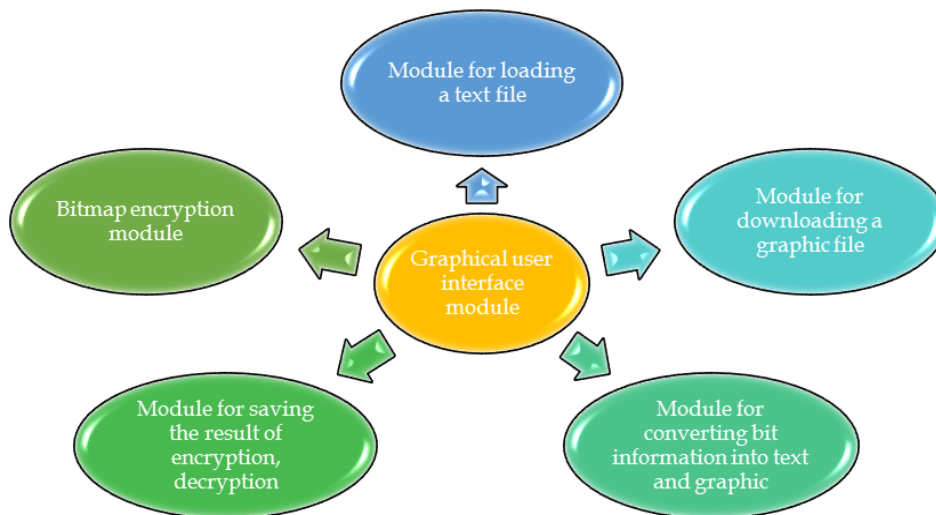 Module for loading
a text file
Bitmap encryption
module
Module for
downloading a
graphic file
Graphical user
interface
module
Module for saving
the result of
encryption,
decryption
Module for
converting bit
information into text
and graphic